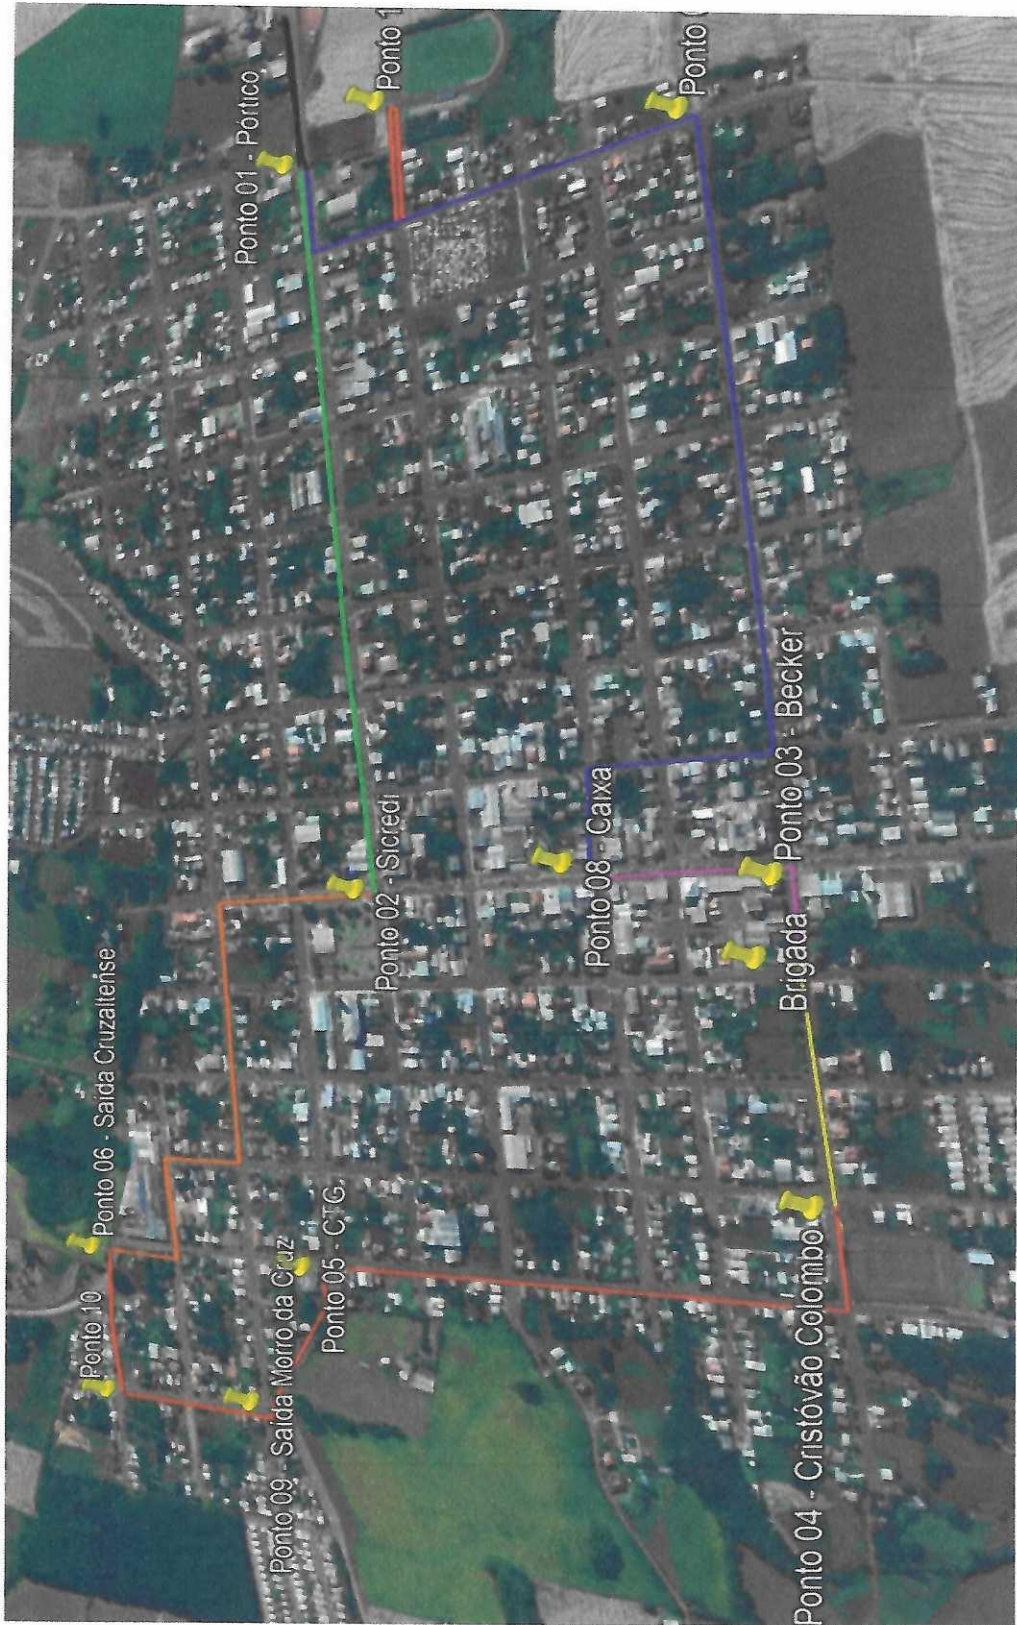 Ponto 06 - Saída Cruzaltense
Ponto 10
Ponto 09 - Saída Morro da Cruz
Ponto 05 - CTG
Ponto 02 - Sicredi
Ponto 01 - Pórtico
Ponto 1
Ponto 08 - Caixa
Ponto
Brigada
Ponto 03 - Becker
Ponto 04 - Cristóvão Colombo